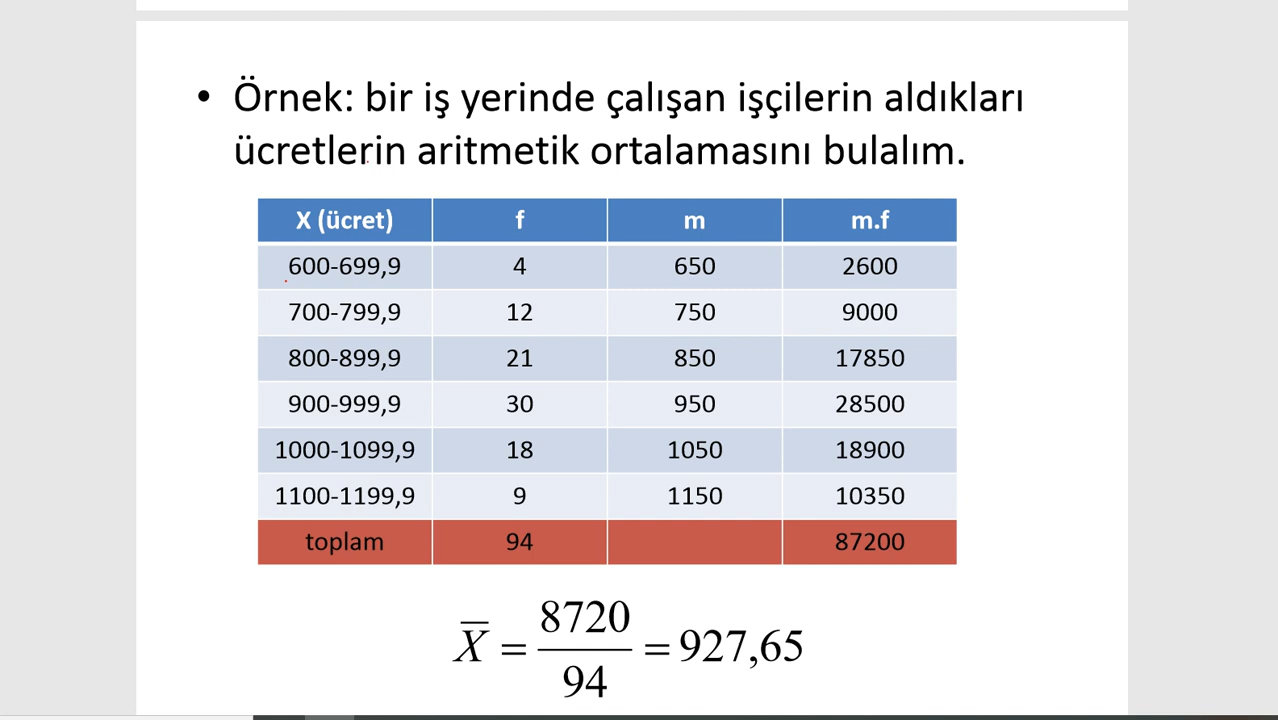 • Örnek: bir iş yerinde çalışan işçilerin aldıkları
ücretlerin aritmetik ortalamasını bulalım.
X (ücret) f m m.f
600-699,9 4 650 2600
700-799,9 12 750 9000
800-899,9 21 850 17850
900-999,9 30 950 28500
1000-1099,9 18 1050 18900
1100-1199,9 9 1150 10350
toplam 94 87200
X̅ = 8720/94 = 927,65